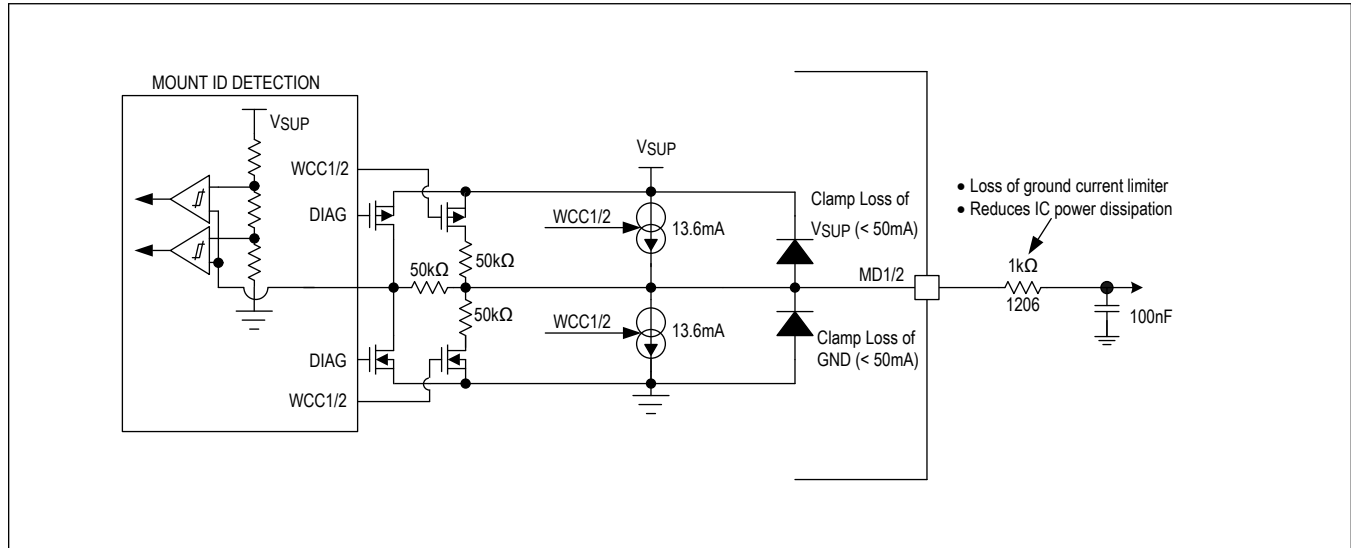 MOUNT ID DETECTION
VSUP
WCC1/2
DIAG
DIAG
WCC1/2
50kΩ
50kΩ
50kΩ
VSUP
WCC1/2
13.6mA
WCC1/2
13.6mA
Clamp Loss of
VSUP (< 50mA)
MD1/2
Clamp Loss of
GND (< 50mA)
• Loss of ground current limiter
• Reduces IC power dissipation
1kΩ
1206
100nF